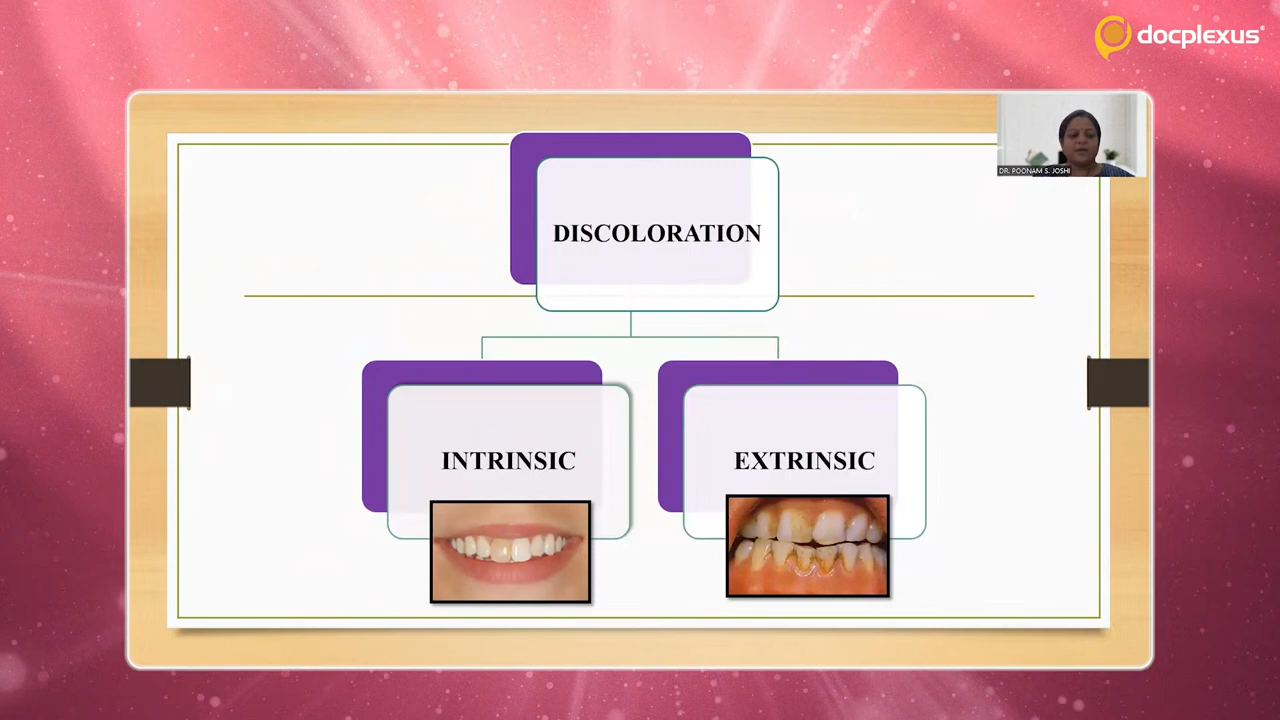 docplexus®
DR. POONAM S. JOSHI
DISCOLORATION
INTRINSIC
EXTRINSIC